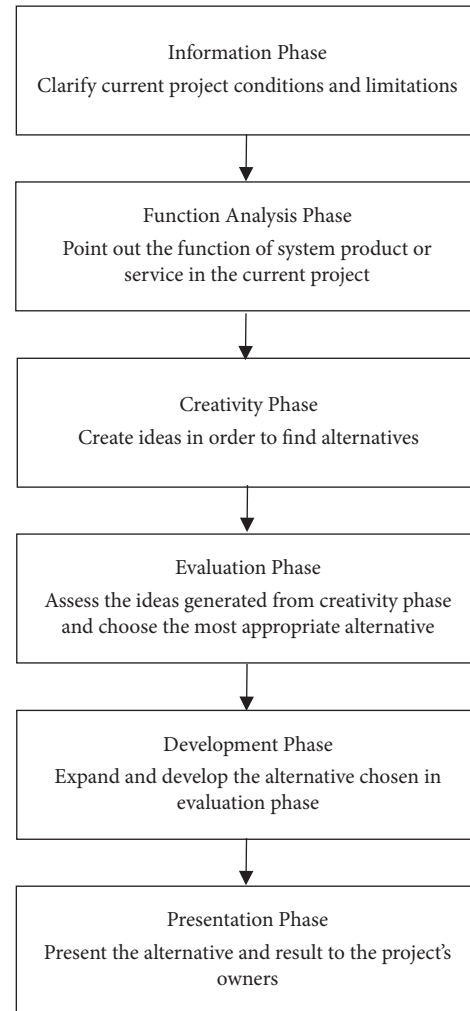 Information Phase
Clarify current project conditions and limitations
Function Analysis Phase
Point out the function of system product or
service in the current project
Creativity Phase
Create ideas in order to find alternatives
Evaluation Phase
Assess the ideas generated from creativity phase
and choose the most appropriate alternative
Development Phase
Expand and develop the alternative chosen in
evaluation phase
Presentation Phase
Present the alternative and result to the project’s
owners